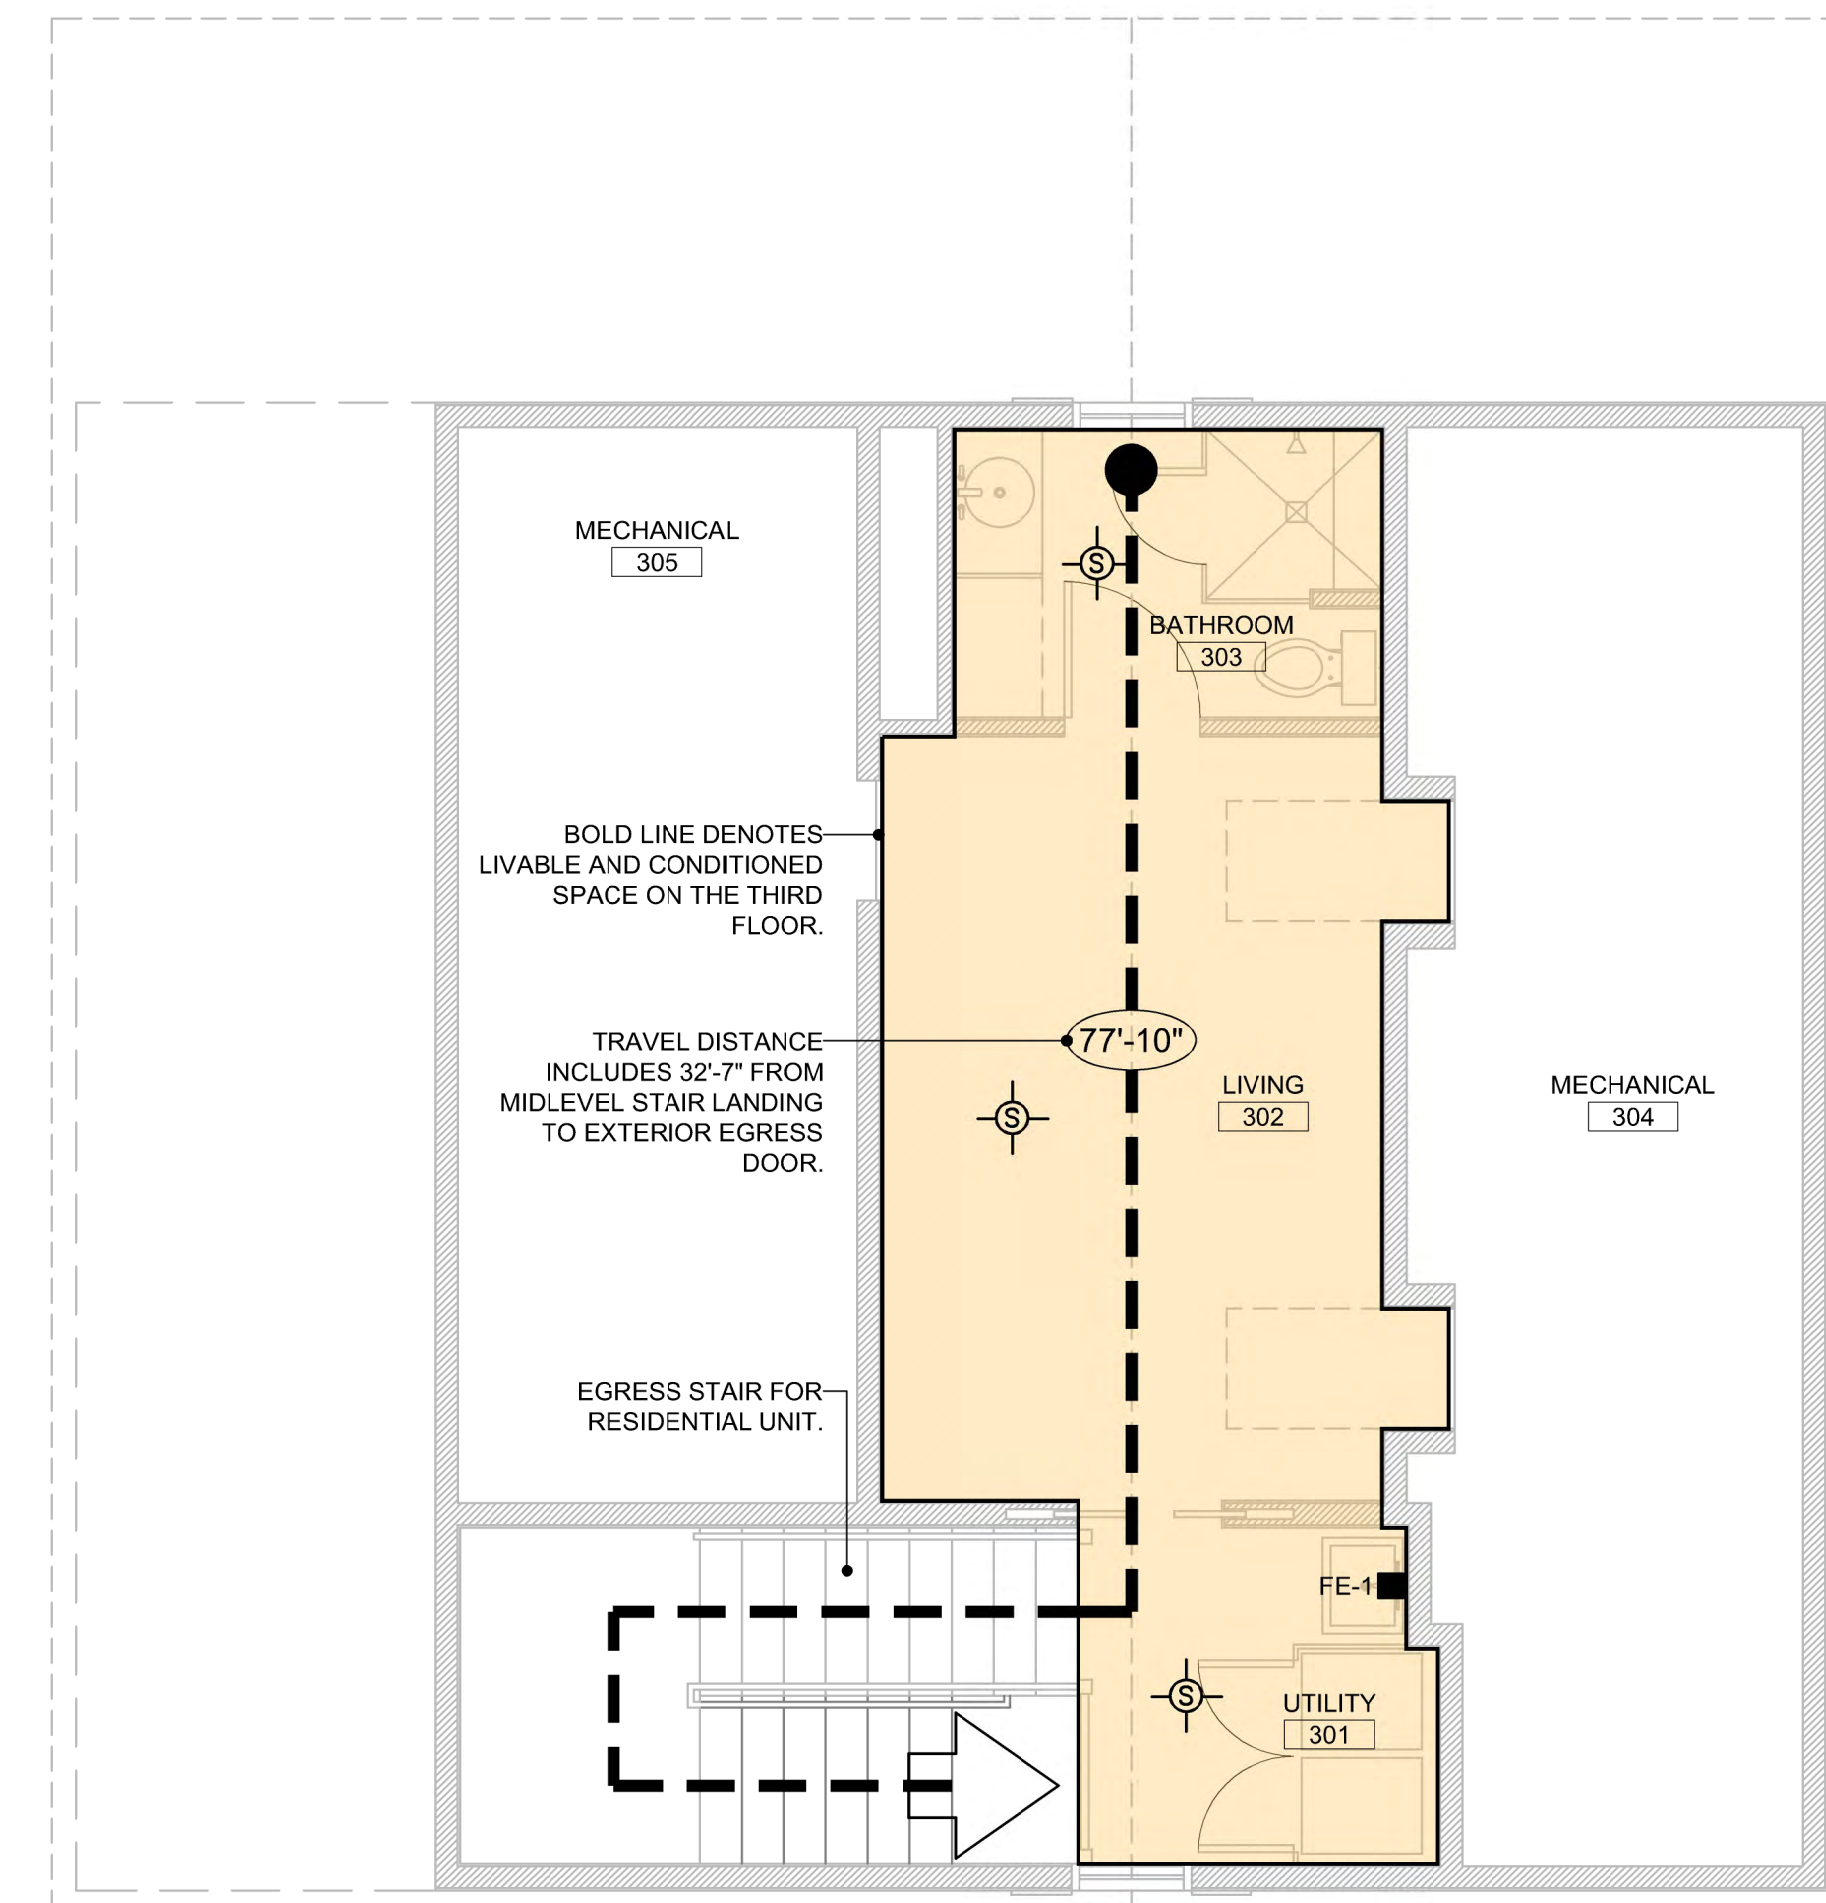 MECHANICAL
305
S
BATHROOM
303
BOLD LINE DENOTES
LIVABLE AND CONDITIONED
SPACE ON THE THIRD
FLOOR.
TRAVEL DISTANCE
INCLUDES 32'-7" FROM
MIDLEVEL STAIR LANDING
TO EXTERIOR EGRESS
DOOR.
77'-10"
S
LIVING
302
MECHANICAL
304
EGRESS STAIR FOR
RESIDENTIAL UNIT.
FE-1
S
UTILITY
301